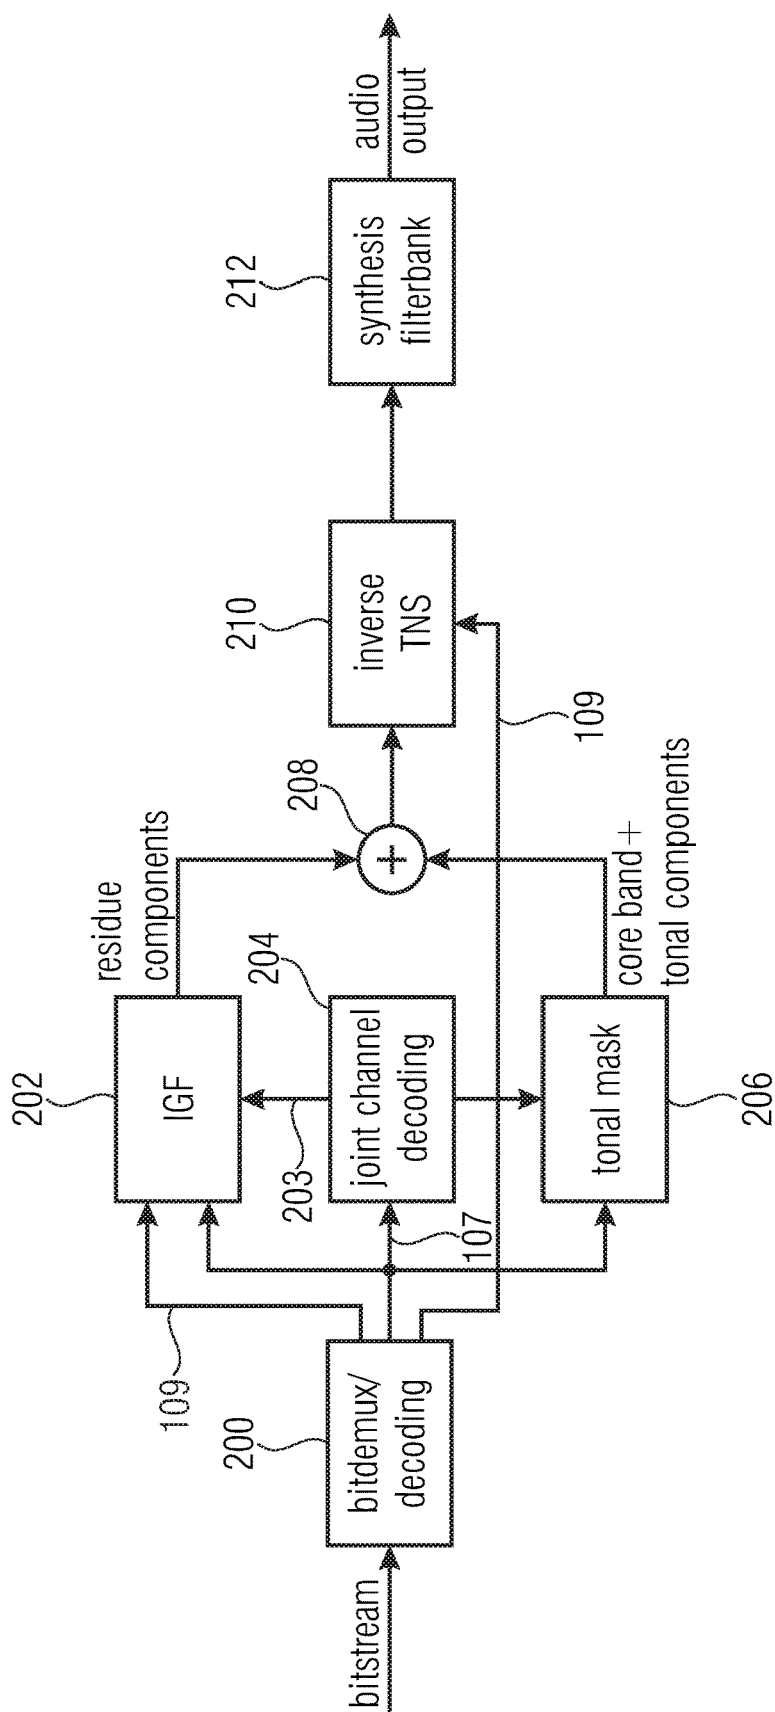 bitstream
bitdemux/
decoding
200
109
107
203
IGF
202
joint channel
decoding
204
tonal mask
206
residue
components
core band+
tonal components
208
+
109
inverse
TNS
210
synthesis
filterbank
212
audio
output